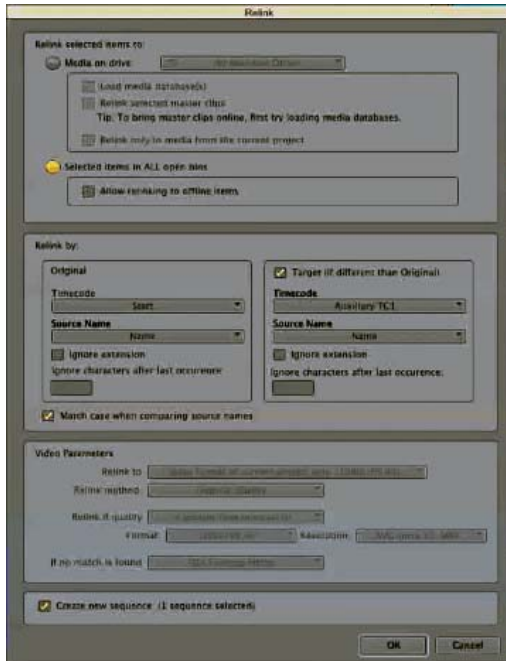 Relink
Relink selected items to:
Media on drive
Load media database(s)
Relink selected master clips
Tip: To bring master clips online, first try loading media databases.
Relink only to media from the current project
Selected items in ALL open bins
Allow relinking to offline items
Relink by:
Original
Timecode
Start
Source Name
Name
Ignore extension
Ignore characters after last occurence:
Target (if different than Original)
Timecode
Auxiliary TC1
Source Name
Name
Ignore extension
Ignore characters after last occurence:
Match case when comparing source names
Video Parameters
Relink to
Relink method
Relink if quality
Format
Resolution
If no match is found
Create new sequence (1 sequence selected)
OK
Cancel